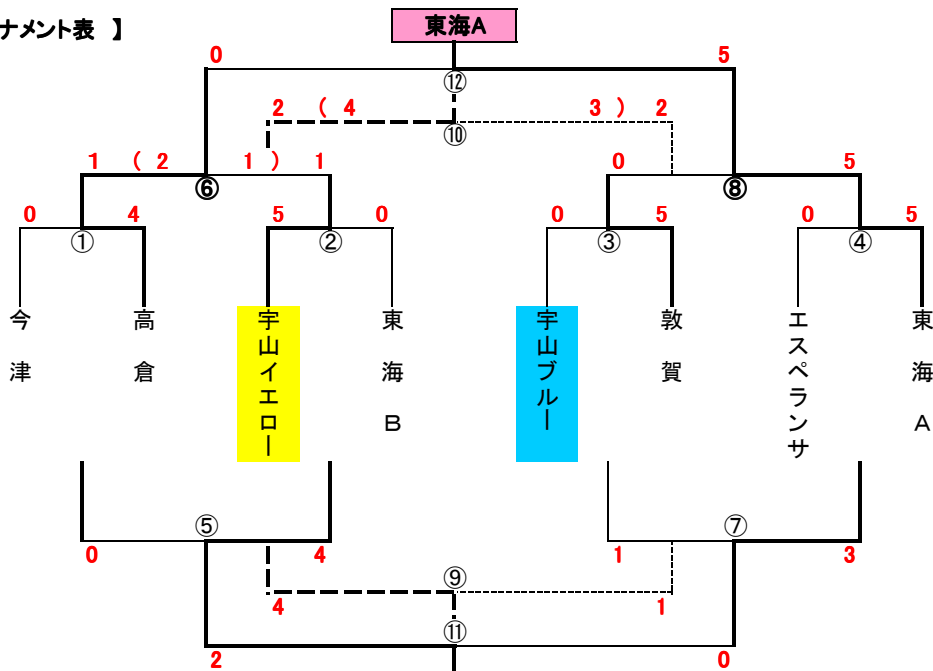 ナメント表 】
東海A
0 5
⑫
2 ( 4 3 ) 2
⑩
1 ( 2 1 ) 1 0 5
⑥ ⑧
0 4 5 0 0 5 0 5
① ② ③ ④
今津
高倉
宇山イエロー
東海B
宇山ブルー
敦賀
エスペランサ
東海A
⑤ ⑦
0 4 1 3
⑨
4 1
⑪
2 0